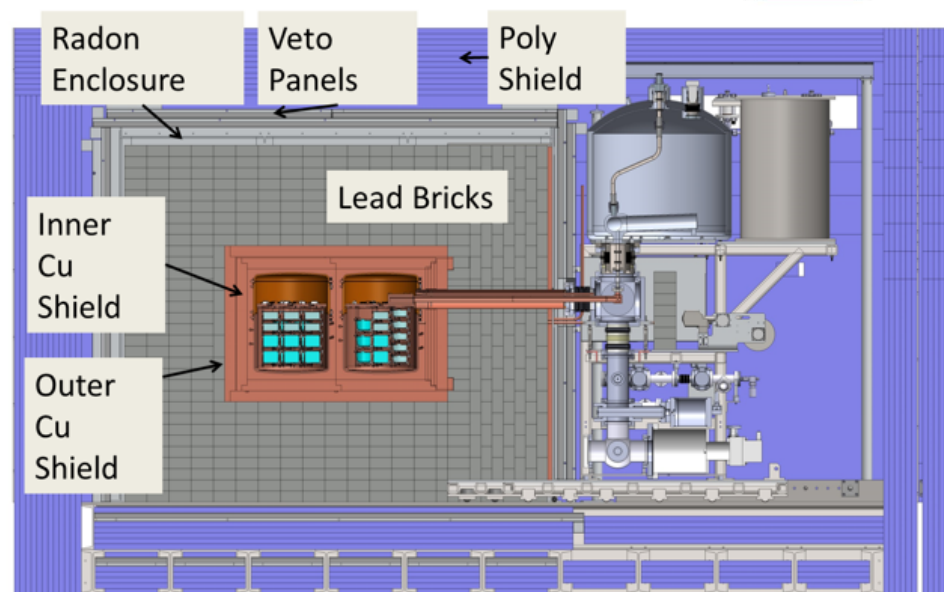 Radon
Enclosure
Veto
Panels
Poly
Shield
Lead Bricks
Inner
Cu
Shield
Outer
Cu
Shield